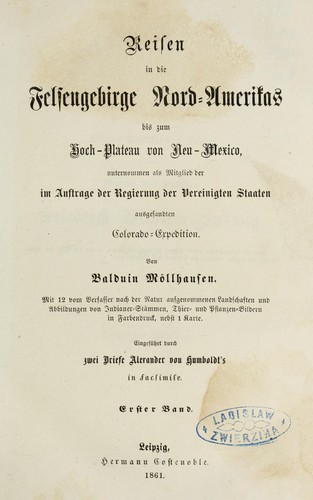 Reisen
in die
Felsengebirge Nord-Amerikas
bis zum
Hoch-Plateau von Neu-Mexico,
unternommen als Mitglied der
im Auftrage der Regierung der Vereinigten Staaten
ausgesandten
Colorado-Expedition.
Von
Balduin Möllhausen.
Mit 12 vom Verfasser nach der Natur aufgenommenen Landschaften und
Abbildungen von Indianer-Stämmen, Thier- und Pflanzen-Bildern
in Farbendruck, nebst 1 Karte.
Eingeführt durch
zwei Briefe Alexander von Humboldt's
in Facsimile.
Erster Band.
LADISLAW
ZWIERZINA
Leipzig,
Hermann Costenoble.
1861.